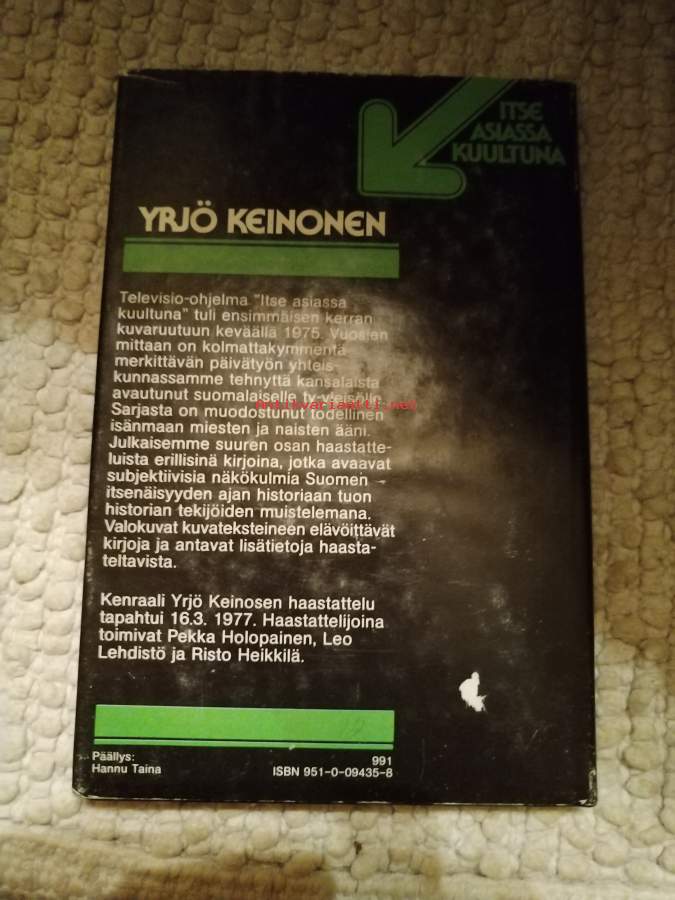 ITSE
ASIASSA
KUULTUNA
YRJÖ KEINONEN
Televisio-ohjelma "Itse asiassa
kuultuna" tuli ensimmäisen kerran
kuvaruutuun keväällä 1975. Vuosien
mittaan on kolmattakymmentä
merkittävän päivätyön yhteis-
kunnassamme tehnyttä kansalaista
avautunut suomalaiselle tv-yleisölle.
Antikvariaatti.net
Sarjasta on muodostunut todellinen
isänmaan miesten ja naisten ääni.
Julkaisemme suuren osan haastatte-
luista erillisinä kirjoina, jotka avaavat
subjektiivisia näkökulmia Suomen
itsenäisyyden ajan historiaan tuon
historian tekijöiden muistelemana.
Valokuvat kuvateksteineen elävöittävät
kirjoja ja antavat lisätietoja haasta-
teltavista.
Kenraali Yrjö Keinosen haastattelu
tapahtui 16.3. 1977. Haastattelijoina
toimivat Pekka Holopainen, Leo
Lehdistö ja Risto Heikkilä.
Päällys:
Hannu Taina
991
ISBN 951-0-09435-8